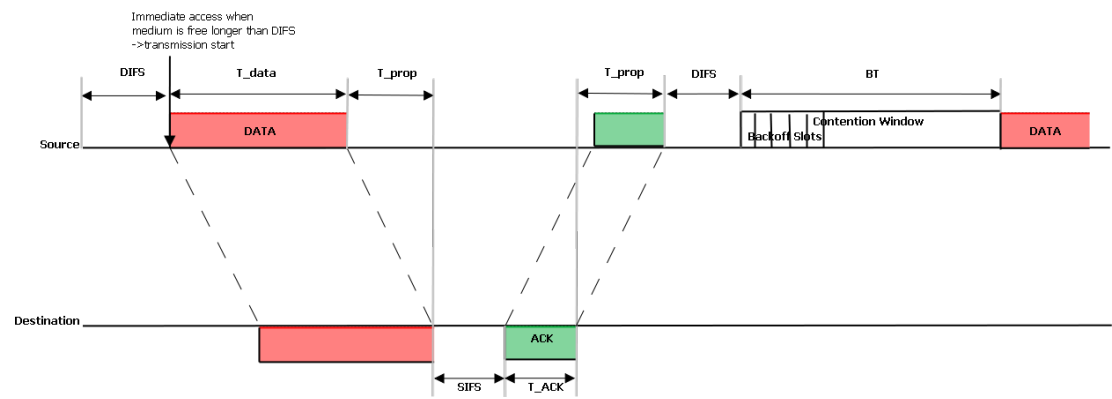 Immediate access when
medium is free longer than DIFS
->transmission start
DIFS
T_data
T_prop
T_prop
DIFS
BT
DATA
Contention Window
Backoff Slots
DATA
Source
Destination
ACK
SIFS
T_ACK